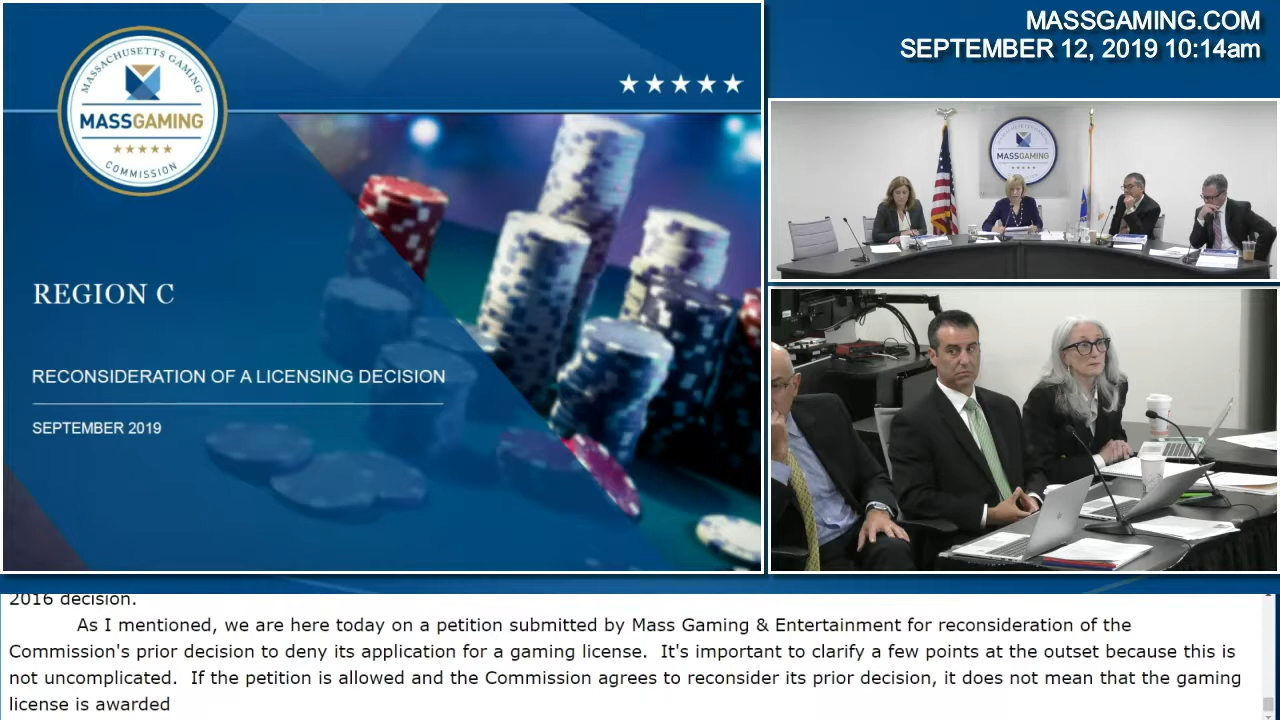 MASSACHUSETTS GAMING
MASSGAMING
COMMISSION
REGION C
RECONSIDERATION OF A LICENSING DECISION
SEPTEMBER 2019
MASSGAMING.COM
SEPTEMBER 12, 2019 10:14am
MASSGAMING
2016 decision.
As I mentioned, we are here today on a petition submitted by Mass Gaming & Entertainment for reconsideration of the
Commission's prior decision to deny its application for a gaming license.  It's important to clarify a few points at the outset because this is
not uncomplicated.  If the petition is allowed and the Commission agrees to reconsider its prior decision, it does not mean that the gaming
license is awarded